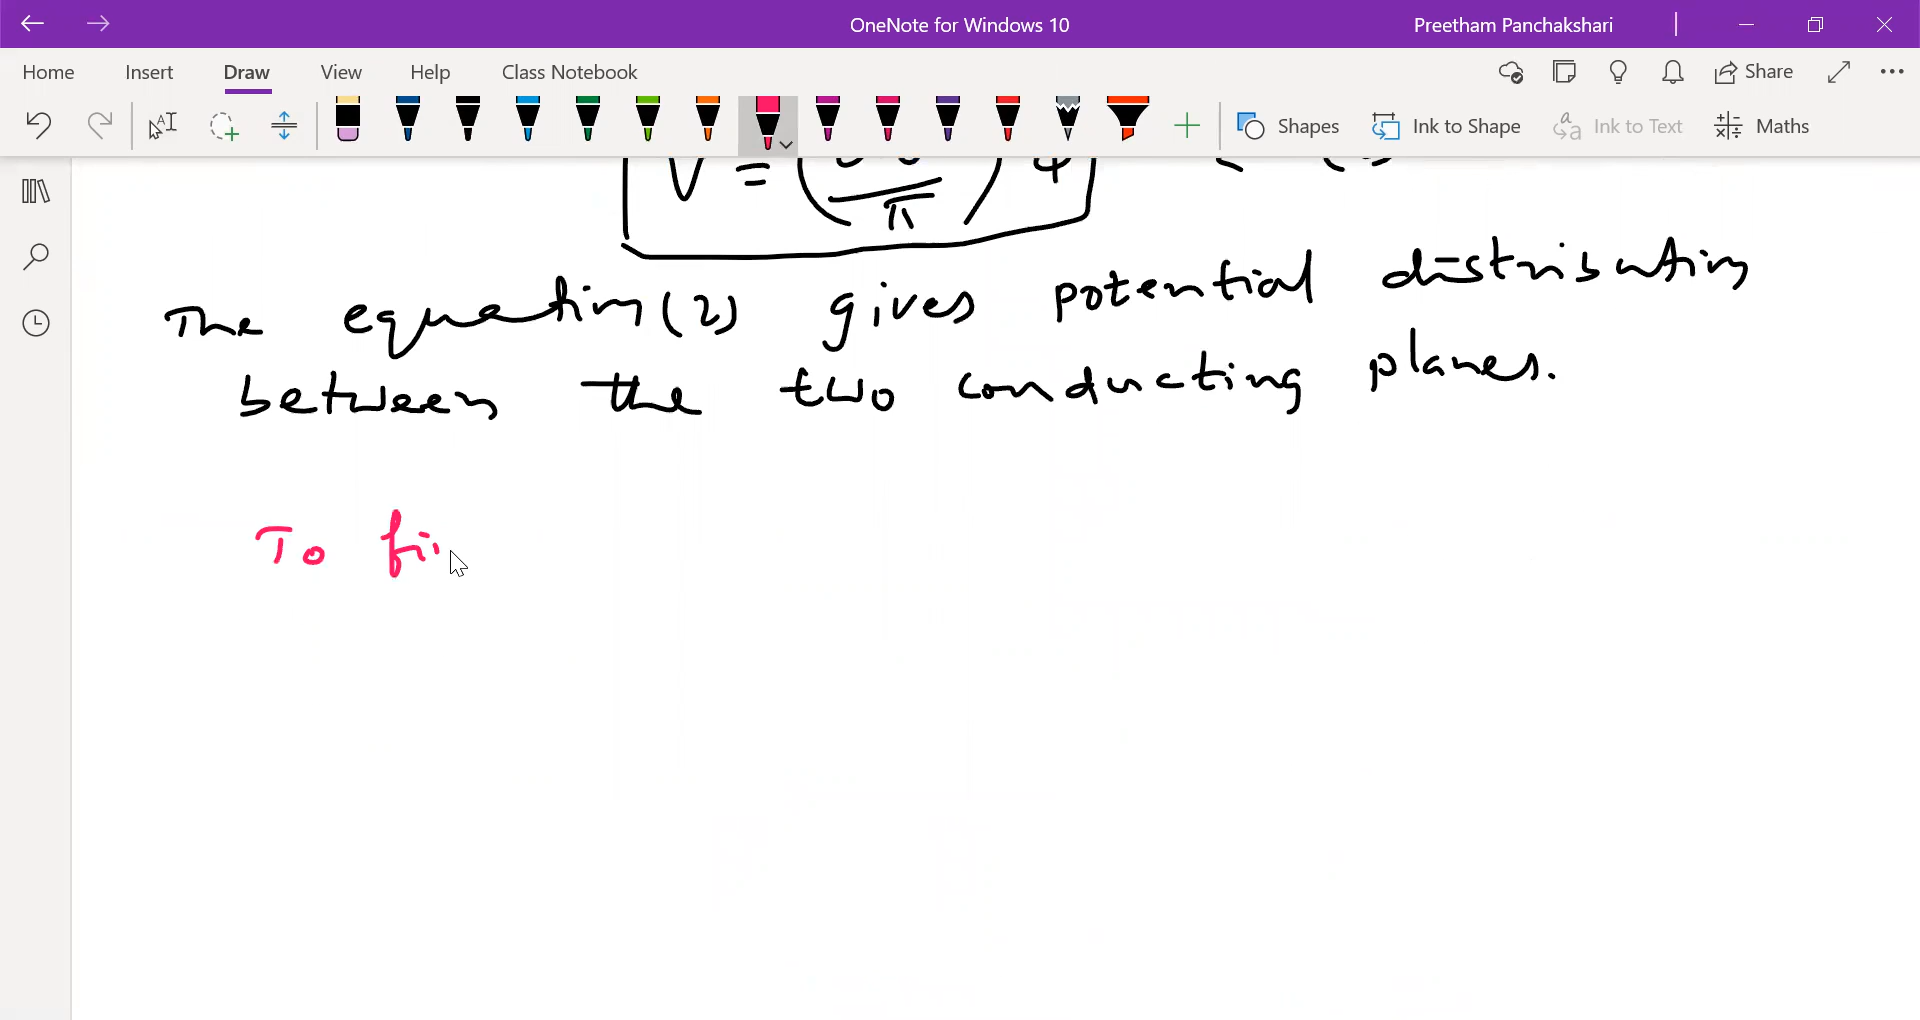 OneNote for Windows 10
Preetham Panchakshari
Home Insert Draw View Help Class Notebook Share
Shapes Ink to Shape Ink to Text Maths
V = ( / π ) φ
The equation (2) gives potential distribution
between the two conducting planes.
To fi